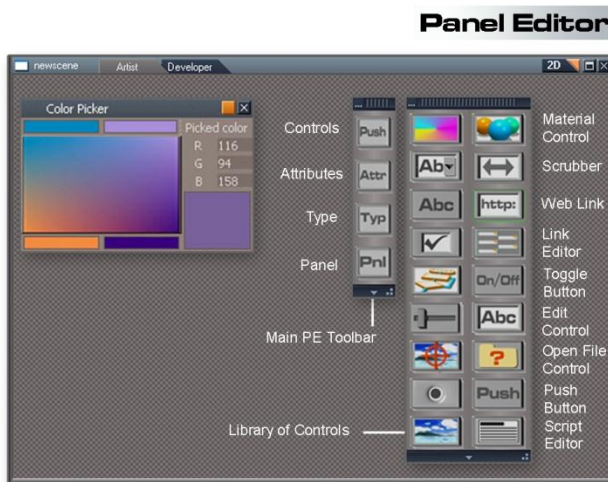 Panel Editor
newscene
Artist
Developer
2D
Color Picker
Picked color
R 116
G 94
B 158
Controls
Attributes
Type
Panel
Push
Attr
Typ
Pnl
Main PE Toolbar
Library of Controls
Ab
Abc
http:
On/Off
Abc
?
Push
Material
Control
Scrubber
Web Link
Link
Editor
Toggle
Button
Edit
Control
Open File
Control
Push
Button
Script
Editor